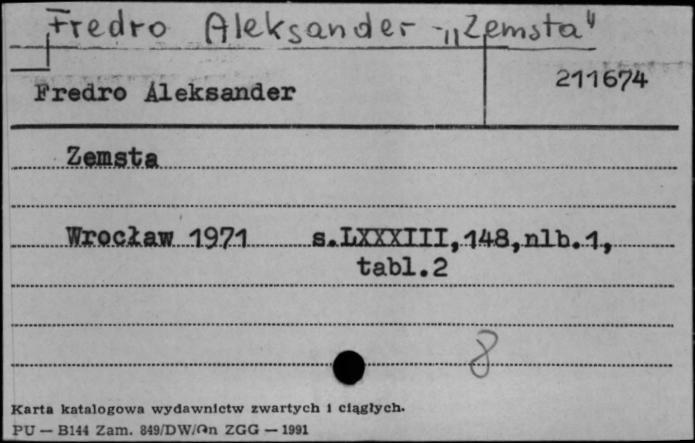 Fredro Aleksander - „Zemsta"
211674
Fredro Aleksander
Zemsta
Wrocław 1971 s.LXXXIII,148,nlb.1,
tabl.2
8
Karta katalogowa wydawnictw zwartych i ciągłych.
PU — B144 Zam. 849/DW/On ZGG — 1991